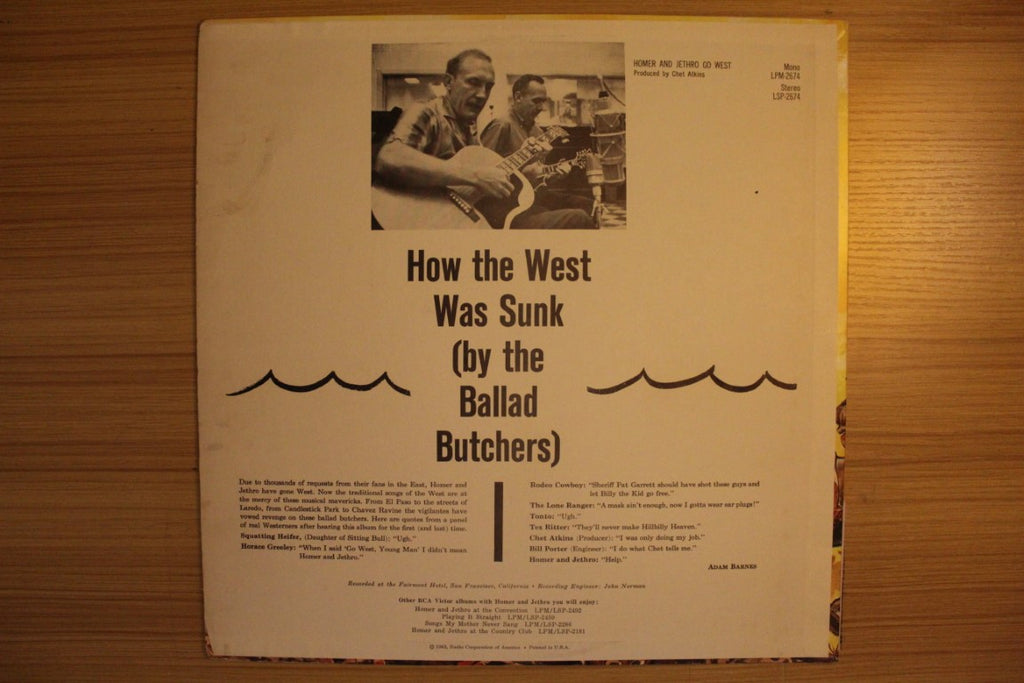 HOMER AND JETHRO GO WEST
Produced by Chet Atkins
Mono
LPM-2674
Stereo
LSP-2674
How the West
Was Sunk
(by the
Ballad
Butchers)
Due to thousands of requests from their fans in the East, Homer and
Jethro have gone West. Now the traditional songs of the West are at
the mercy of these musical mavericks. From El Paso to the streets of
Laredo, from Candlestick Park to Chavez Ravine the vigilantes have
vowed revenge on these ballad butchers. Here are quotes from a panel
of real Westerners after hearing this album for the first (and last) time.
Squatting Heifer, (Daughter of Sitting Bull): "Ugh."
Horace Greeley: "When I said 'Go West, Young Man' I didn't mean
Homer and Jethro."
Rodeo Cowboy: "Sheriff Pat Garrett should have shot these guys and
let Billy the Kid go free."
The Lone Ranger: "A mask ain't enough, now I gotta wear ear plugs!"
Tonto: "Ugh."
Tex Ritter: "They'll never make Hillbilly Heaven."
Chet Atkins (Producer): "I was only doing my job."
Bill Porter (Engineer): "I do what Chet tells me."
Homer and Jethro: "Help."
ADAM BARNES
Recorded at the Fairmont Hotel, San Francisco, California • Recording Engineer: John Norman
Other RCA Victor albums with Homer and Jethro you will enjoy:
Homer and Jethro at the Convention LPM/LSP-2492
Playing It Straight LPM/LSP-2459
Songs My Mother Never Sang LPM/LSP-2286
Homer and Jethro at the Country Club LPM/LSP-2181
© 1963, Radio Corporation of America • Printed in U.S.A.